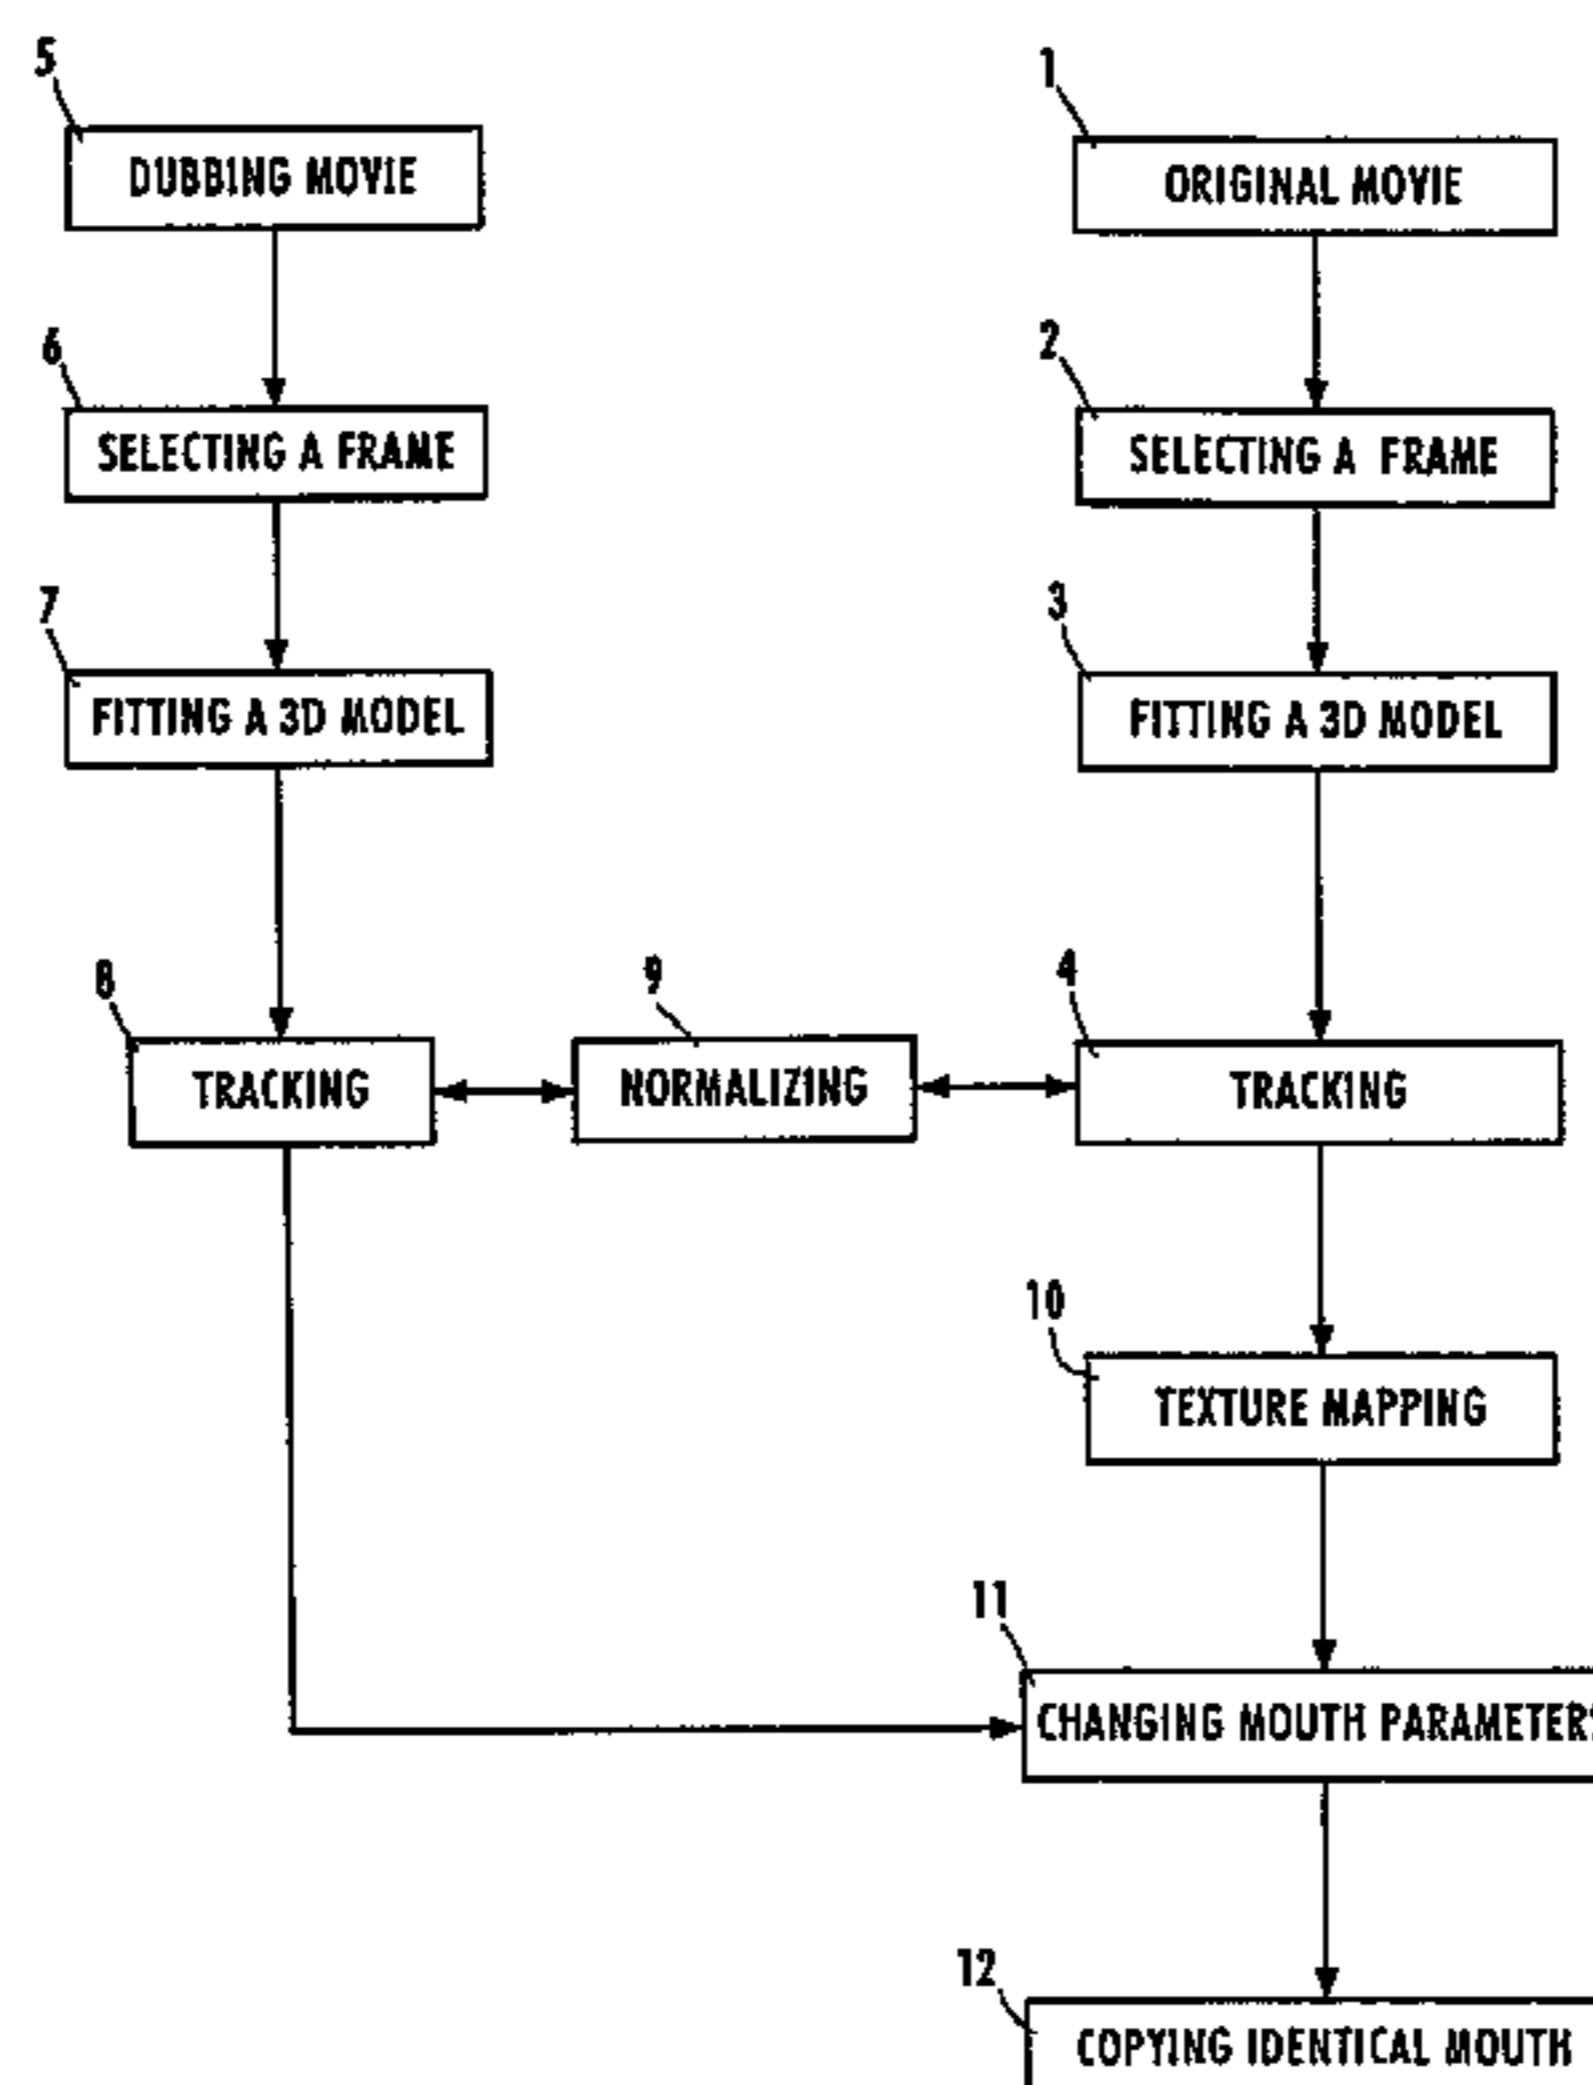 5
DUBBING MOVIE
1
ORIGINAL MOVIE
6
SELECTING A FRAME
2
SELECTING A FRAME
7
FITTING A 3D MODEL
3
FITTING A 3D MODEL
8
TRACKING
9
NORMALIZING
4
TRACKING
10
TEXTURE MAPPING
11
CHANGING MOUTH PARAMETERS
12
COPYING IDENTICAL MOUTH